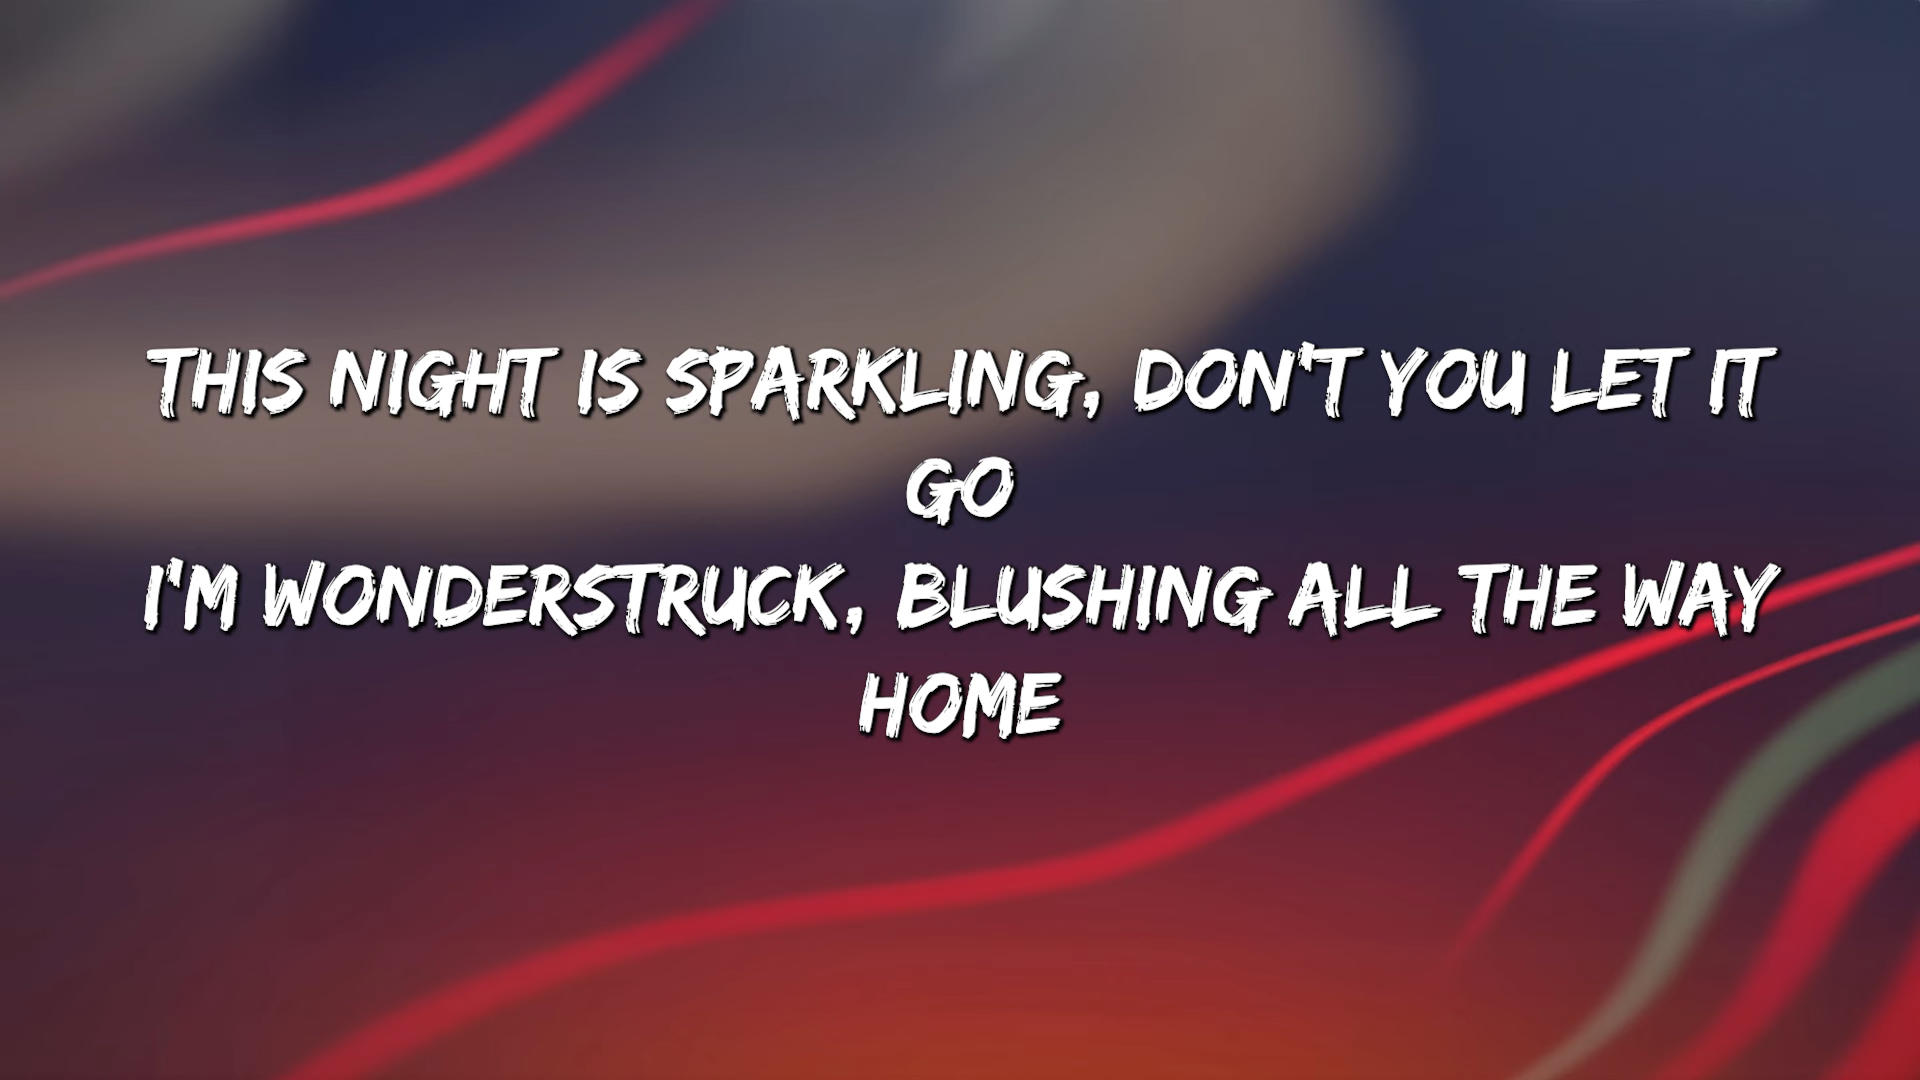 THIS NIGHT IS SPARKLING, DON'T YOU LET IT
GO
I'M WONDERSTRUCK, BLUSHING ALL THE WAY
HOME